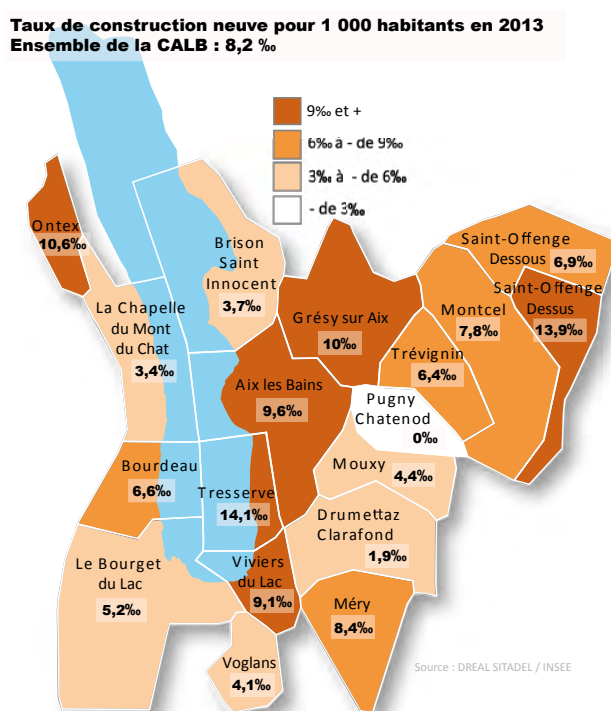 Taux de construction neuve pour 1 000 habitants en 2013
Ensemble de la CALB : 8,2 ‰
9‰ et +
6‰ à - de 9‰
3‰ à - de 6‰
- de 3‰
Ontex
10,6‰
Brison
Saint
Innocent
3,7‰
Saint-Offenge
Dessous
6,9‰
Saint-Offenge
Dessus
13,9‰
La Chapelle
du Mont
du Chat
3,4‰
Grésy sur Aix
10‰
Montcel
7,8‰
Trévignin
6,4‰
Aix les Bains
9,6‰
Pugny
Chatenod
0‰
Mouxy
4,4‰
Bourdeau
6,6‰
Tresserve
14,1‰
Drumettaz
Clarafond
1,9‰
Le Bourget
du Lac
5,2‰
Viviers
du Lac
9,1‰
Méry
8,4‰
Voglans
4,1‰
Source : DREAL SITADEL / INSEE